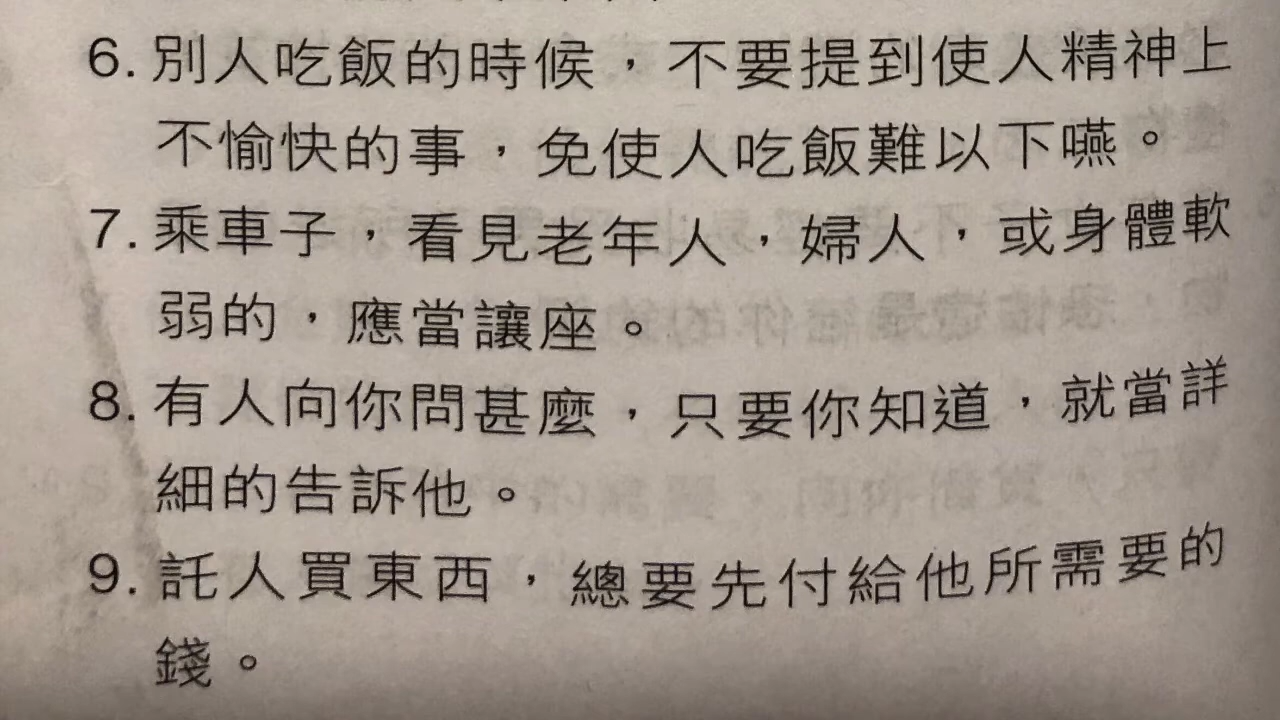 6. 別人吃飯的時候，不要提到使人精神上
不愉快的事，免使人吃飯難以下嚥。
7. 乘車子，看見老年人，婦人，或身體軟
弱的，應當讓座。
8. 有人向你問甚麼，只要你知道，就當詳
細的告訴他。
9. 託人買東西，總要先付給他所需要的
錢。